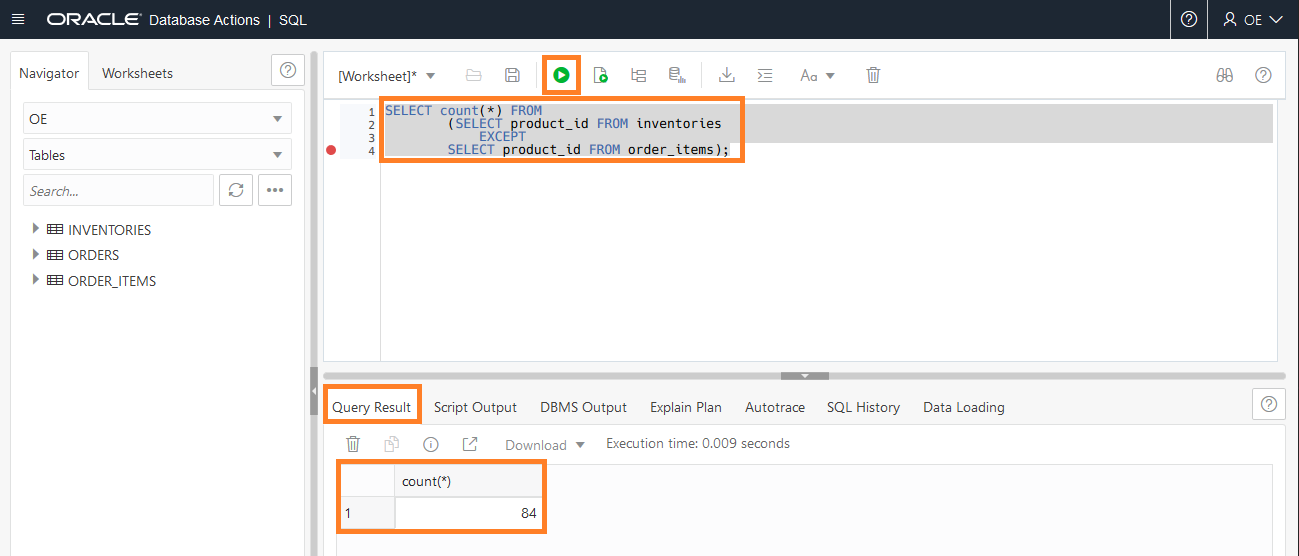 ORACLE Database Actions | SQL
OE
Navigator
Worksheets
OE
Tables
Search...
INVENTORIES
ORDERS
ORDER_ITEMS
[Worksheet]*
Aa
1 SELECT count(*) FROM
2 (SELECT product_id FROM inventories
3 EXCEPT
4 SELECT product_id FROM order_items);
Query Result
Script Output
DBMS Output
Explain Plan
Autotrace
SQL History
Data Loading
Download
Execution time: 0.009 seconds
count(*)
1 84